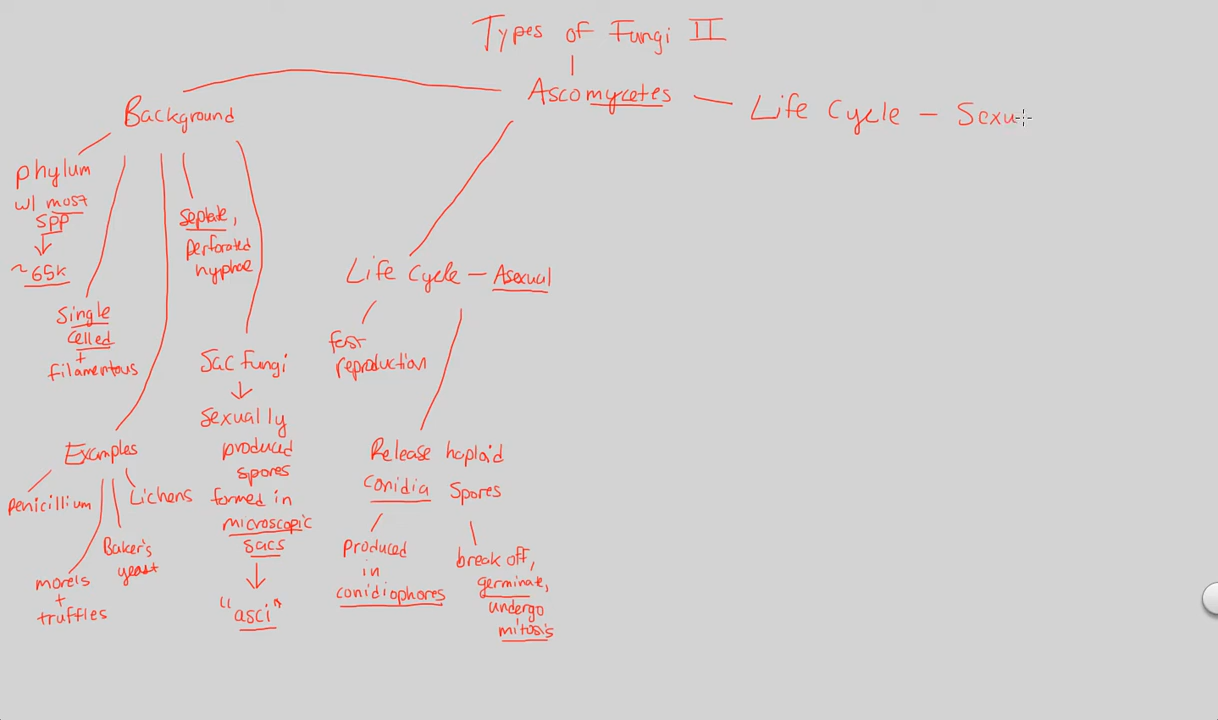 Types of Fungi II
Ascomycetes
Background
phylum
w/ most
spp
~65k
Single
celled
+
filamentous
Examples
Penicillium
morels
+
truffles
Baker's
yeast
Lichens
septate,
perforated
hyphae
Sac fungi
sexually
produced
spores
formed in
microscopic
sacs
"asci"
Life Cycle - Asexual
fast
reproduction
Release haploid
conidia spores
produced
in
conidiophores
break off,
germinate,
undergo
mitosis
Life Cycle - Sexu